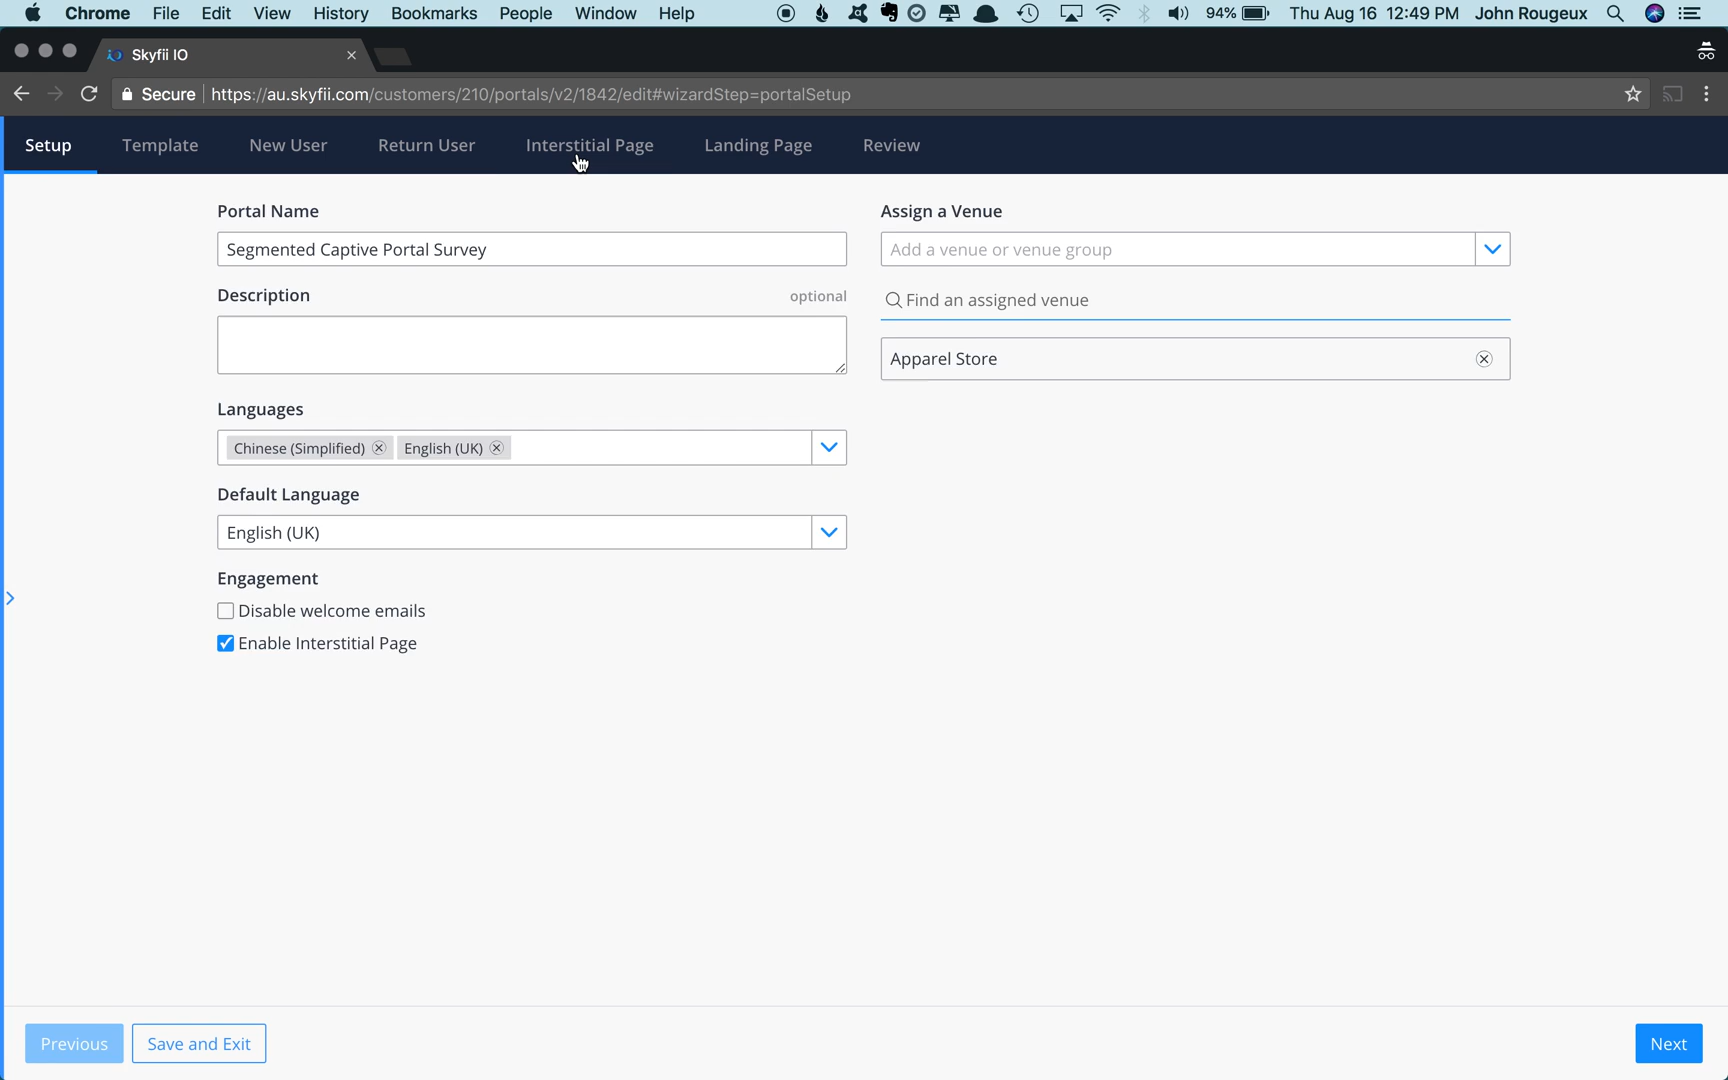 Chrome File Edit View History Bookmarks People Window Help 94% Thu Aug 16 12:49 PM John Rougeux
Skyfii IO
Secure https://au.skyfii.com/customers/210/portals/v2/1842/edit#wizardStep=portalSetup
Setup Template New User Return User Interstitial Page Landing Page Review
Portal Name
Segmented Captive Portal Survey
Description optional
Languages
Chinese (Simplified) English (UK)
Default Language
English (UK)
Engagement
Disable welcome emails
Enable Interstitial Page
Assign a Venue
Add a venue or venue group
Find an assigned venue
Apparel Store
Previous Save and Exit Next